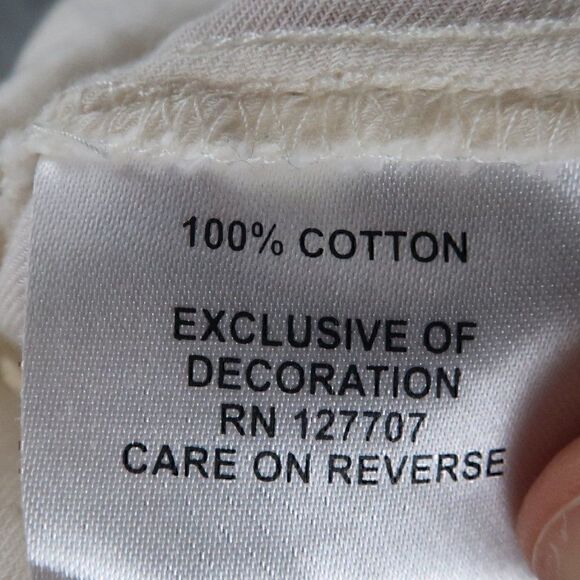 100% COTTON
EXCLUSIVE OF
DECORATION
RN 127707
CARE ON REVERSE